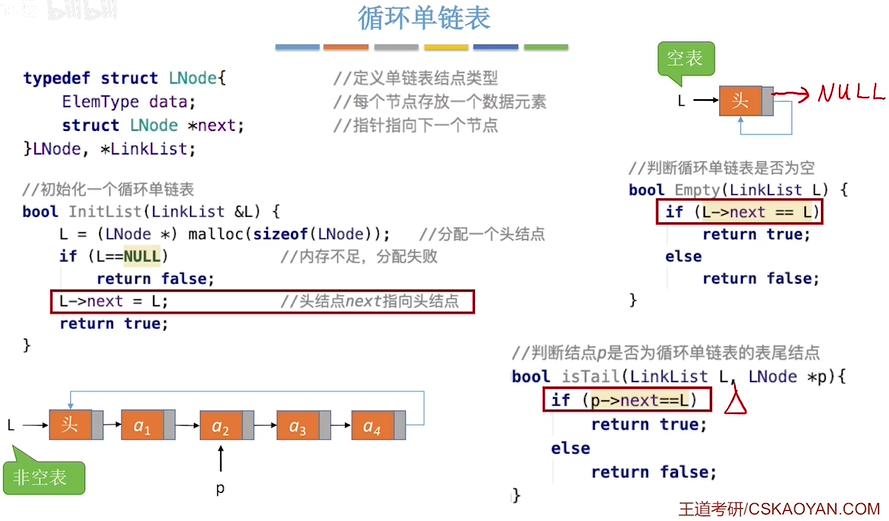 bilibili
循环单链表
typedef struct LNode{ //定义单链表结点类型
ElemType data; //每个节点存放一个数据元素
struct LNode *next; //指针指向下一个节点
}LNode, *LinkList;
//初始化一个循环单链表
bool InitList(LinkList &L) {
L = (LNode *) malloc(sizeof(LNode)); //分配一个头结点
if (L==NULL) //内存不足，分配失败
return false;
L->next = L; //头结点next指向头结点
return true;
}
L 头 a1 a2 a3 a4
非空表
p
空表
L 头 NULL
//判断循环单链表是否为空
bool Empty(LinkList L) {
if (L->next == L)
return true;
else
return false;
}
//判断结点p是否为循环单链表的表尾结点
bool isTail(LinkList L, LNode *p){
if (p->next==L)
return true;
else
return false;
}
王道考研/CSKAOYAN.COM